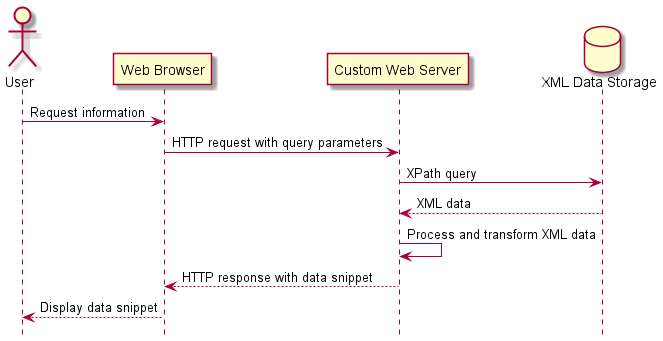 User
Web Browser
Custom Web Server
XML Data Storage
Request information
HTTP request with query parameters
XPath query
XML data
Process and transform XML data
HTTP response with data snippet
Display data snippet